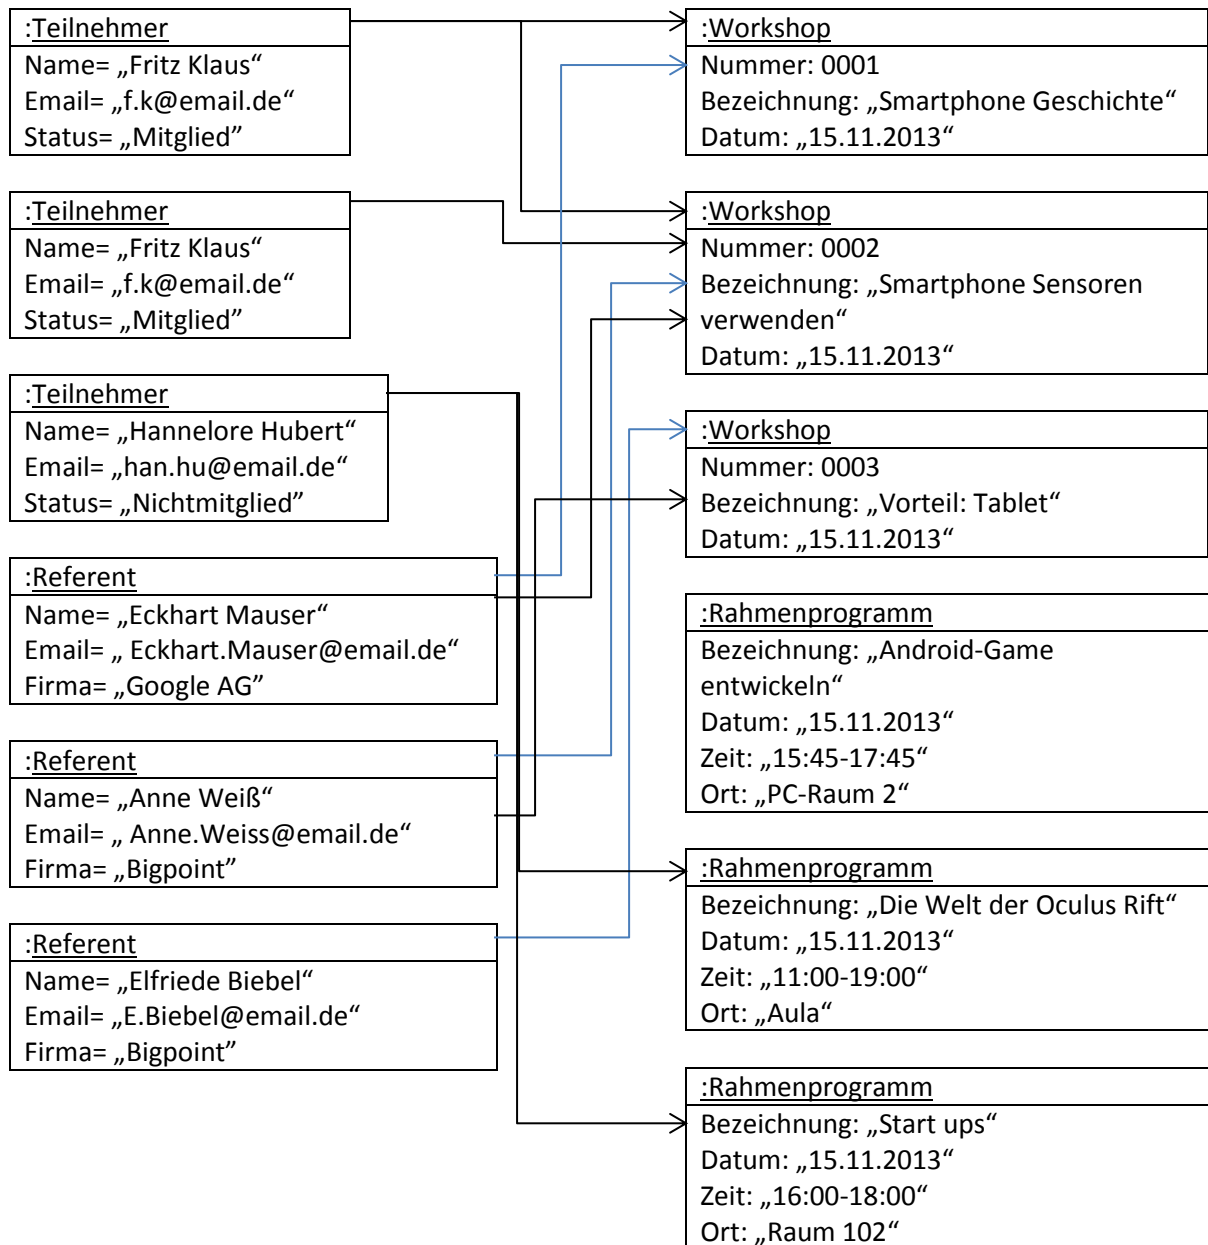 :Teilnehmer
Name= „Fritz Klaus“
Email= „f.k@email.de“
Status= „Mitglied”
:Teilnehmer
Name= „Fritz Klaus“
Email= „f.k@email.de“
Status= „Mitglied”
:Teilnehmer
Name= „Hannelore Hubert“
Email= „han.hu@email.de“
Status= „Nichtmitglied”
:Referent
Name= „Eckhart Mauser“
Email= „ Eckhart.Mauser@email.de“
Firma= „Google AG”
:Referent
Name= „Anne Weiß“
Email= „ Anne.Weiss@email.de“
Firma= „Bigpoint”
:Referent
Name= „Elfriede Biebel“
Email= „E.Biebel@email.de“
Firma= „Bigpoint”
:Workshop
Nummer: 0001
Bezeichnung: „Smartphone Geschichte“
Datum: „15.11.2013“
:Workshop
Nummer: 0002
Bezeichnung: „Smartphone Sensoren
verwenden“
Datum: „15.11.2013“
:Workshop
Nummer: 0003
Bezeichnung: „Vorteil: Tablet“
Datum: „15.11.2013“
:Rahmenprogramm
Bezeichnung: „Android-Game
entwickeln“
Datum: „15.11.2013“
Zeit: „15:45-17:45“
Ort: „PC-Raum 2“
:Rahmenprogramm
Bezeichnung: „Die Welt der Oculus Rift“
Datum: „15.11.2013“
Zeit: „11:00-19:00“
Ort: „Aula“
:Rahmenprogramm
Bezeichnung: „Start ups“
Datum: „15.11.2013“
Zeit: „16:00-18:00“
Ort: „Raum 102“